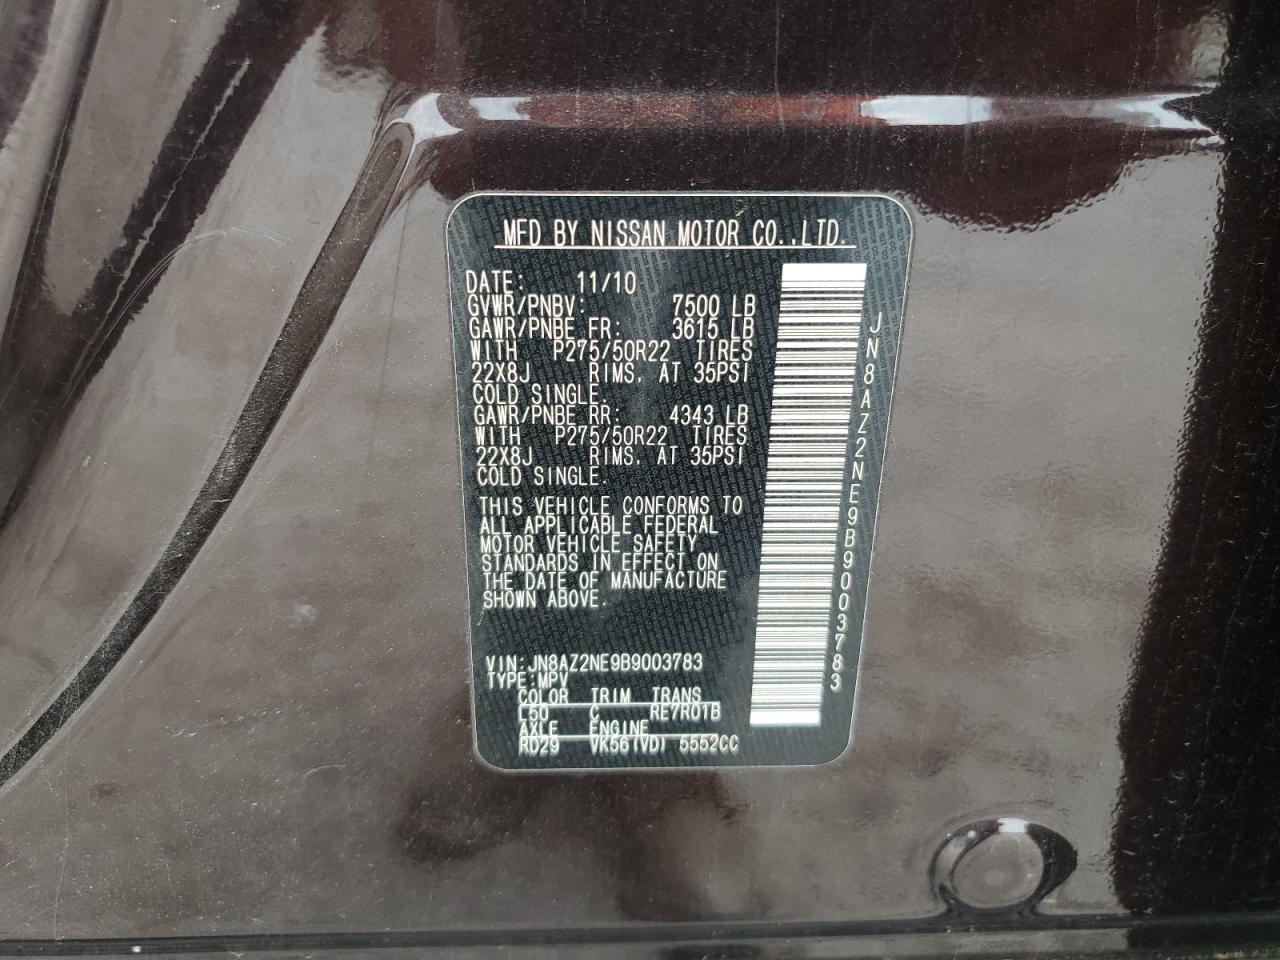 MFD BY NISSAN MOTOR CO.,LTD.
DATE: 11/10
GVWR/PNBV: 7500 LB
GAWR/PNBE FR: 3615 LB
WITH P275/50R22 TIRES
22X8J RIMS, AT 35PSI
COLD SINGLE.
GAWR/PNBE RR: 4343 LB
WITH P275/50R22 TIRES
22X8J RIMS, AT 35PSI
COLD SINGLE.
THIS VEHICLE CONFORMS TO
ALL APPLICABLE FEDERAL
MOTOR VEHICLE SAFETY
STANDARDS IN EFFECT ON
THE DATE OF MANUFACTURE
SHOWN ABOVE.
VIN:JN8AZ2NE9B9003783
TYPE:MPV
COLOR TRIM TRANS
L50 C RE7R01B
AXLE ENGINE
RD29 VK56(VD) 5552CC
JN8AZ2NE9B9003783